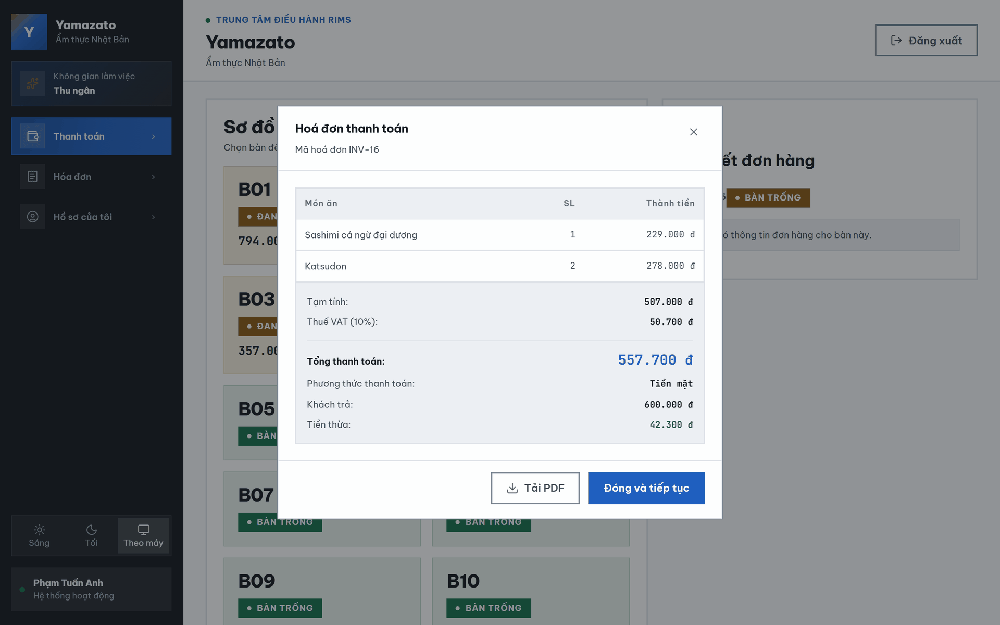 Y
Yamazato
Ẩm thực Nhật Bản
Không gian làm việc
Thu ngân
Thanh toán
Hóa đơn
Hồ sơ của tôi
Sáng
Tối
Theo máy
Phạm Tuấn Anh
Hệ thống hoạt động
TRUNG TÂM ĐIỀU HÀNH RIMS
Yamazato
Ẩm thực Nhật Bản
Đăng xuất
Sơ đồ
Chọn bàn để
B01
ĐAN
794.00
B03
ĐAN
357.00
B05
BÀN
B07
BÀN TRỐNG
BÀN TRỐNG
B09
BÀN TRỐNG
B10
BÀN TRỐNG
ết đơn hàng
BÀN TRỐNG
ó thông tin đơn hàng cho bàn này.
Hoá đơn thanh toán
Mã hoá đơn INV-16
Món ăn SL Thành tiền
Sashimi cá ngừ đại dương 1 229.000 đ
Katsudon 2 278.000 đ
Tạm tính: 507.000 đ
Thuế VAT (10%): 50.700 đ
Tổng thanh toán: 557.700 đ
Phương thức thanh toán: Tiền mặt
Khách trả: 600.000 đ
Tiền thừa: 42.300 đ
Tải PDF
Đóng và tiếp tục